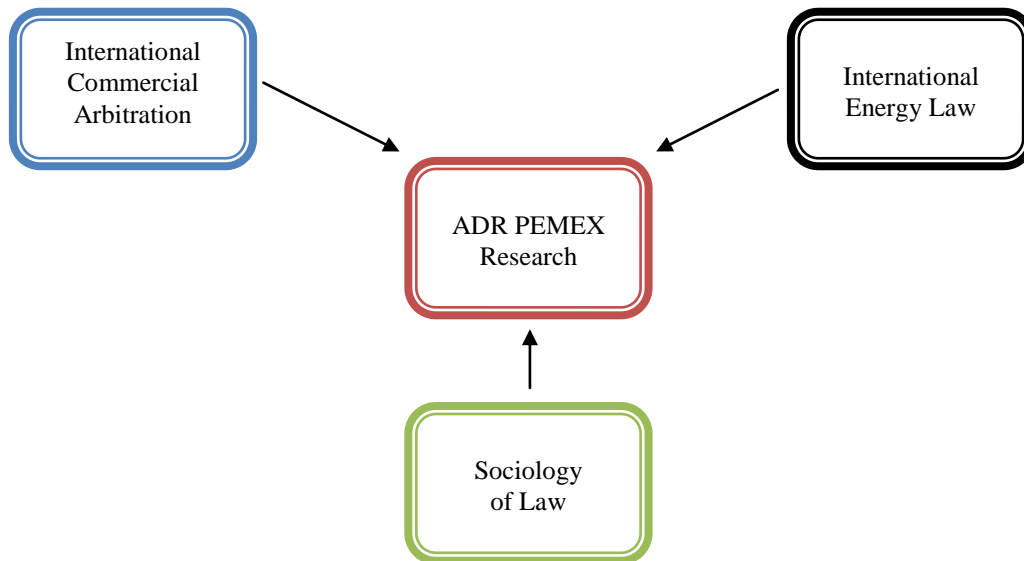 International
Commercial
Arbitration
International
Energy Law
ADR PEMEX
Research
Sociology
of Law